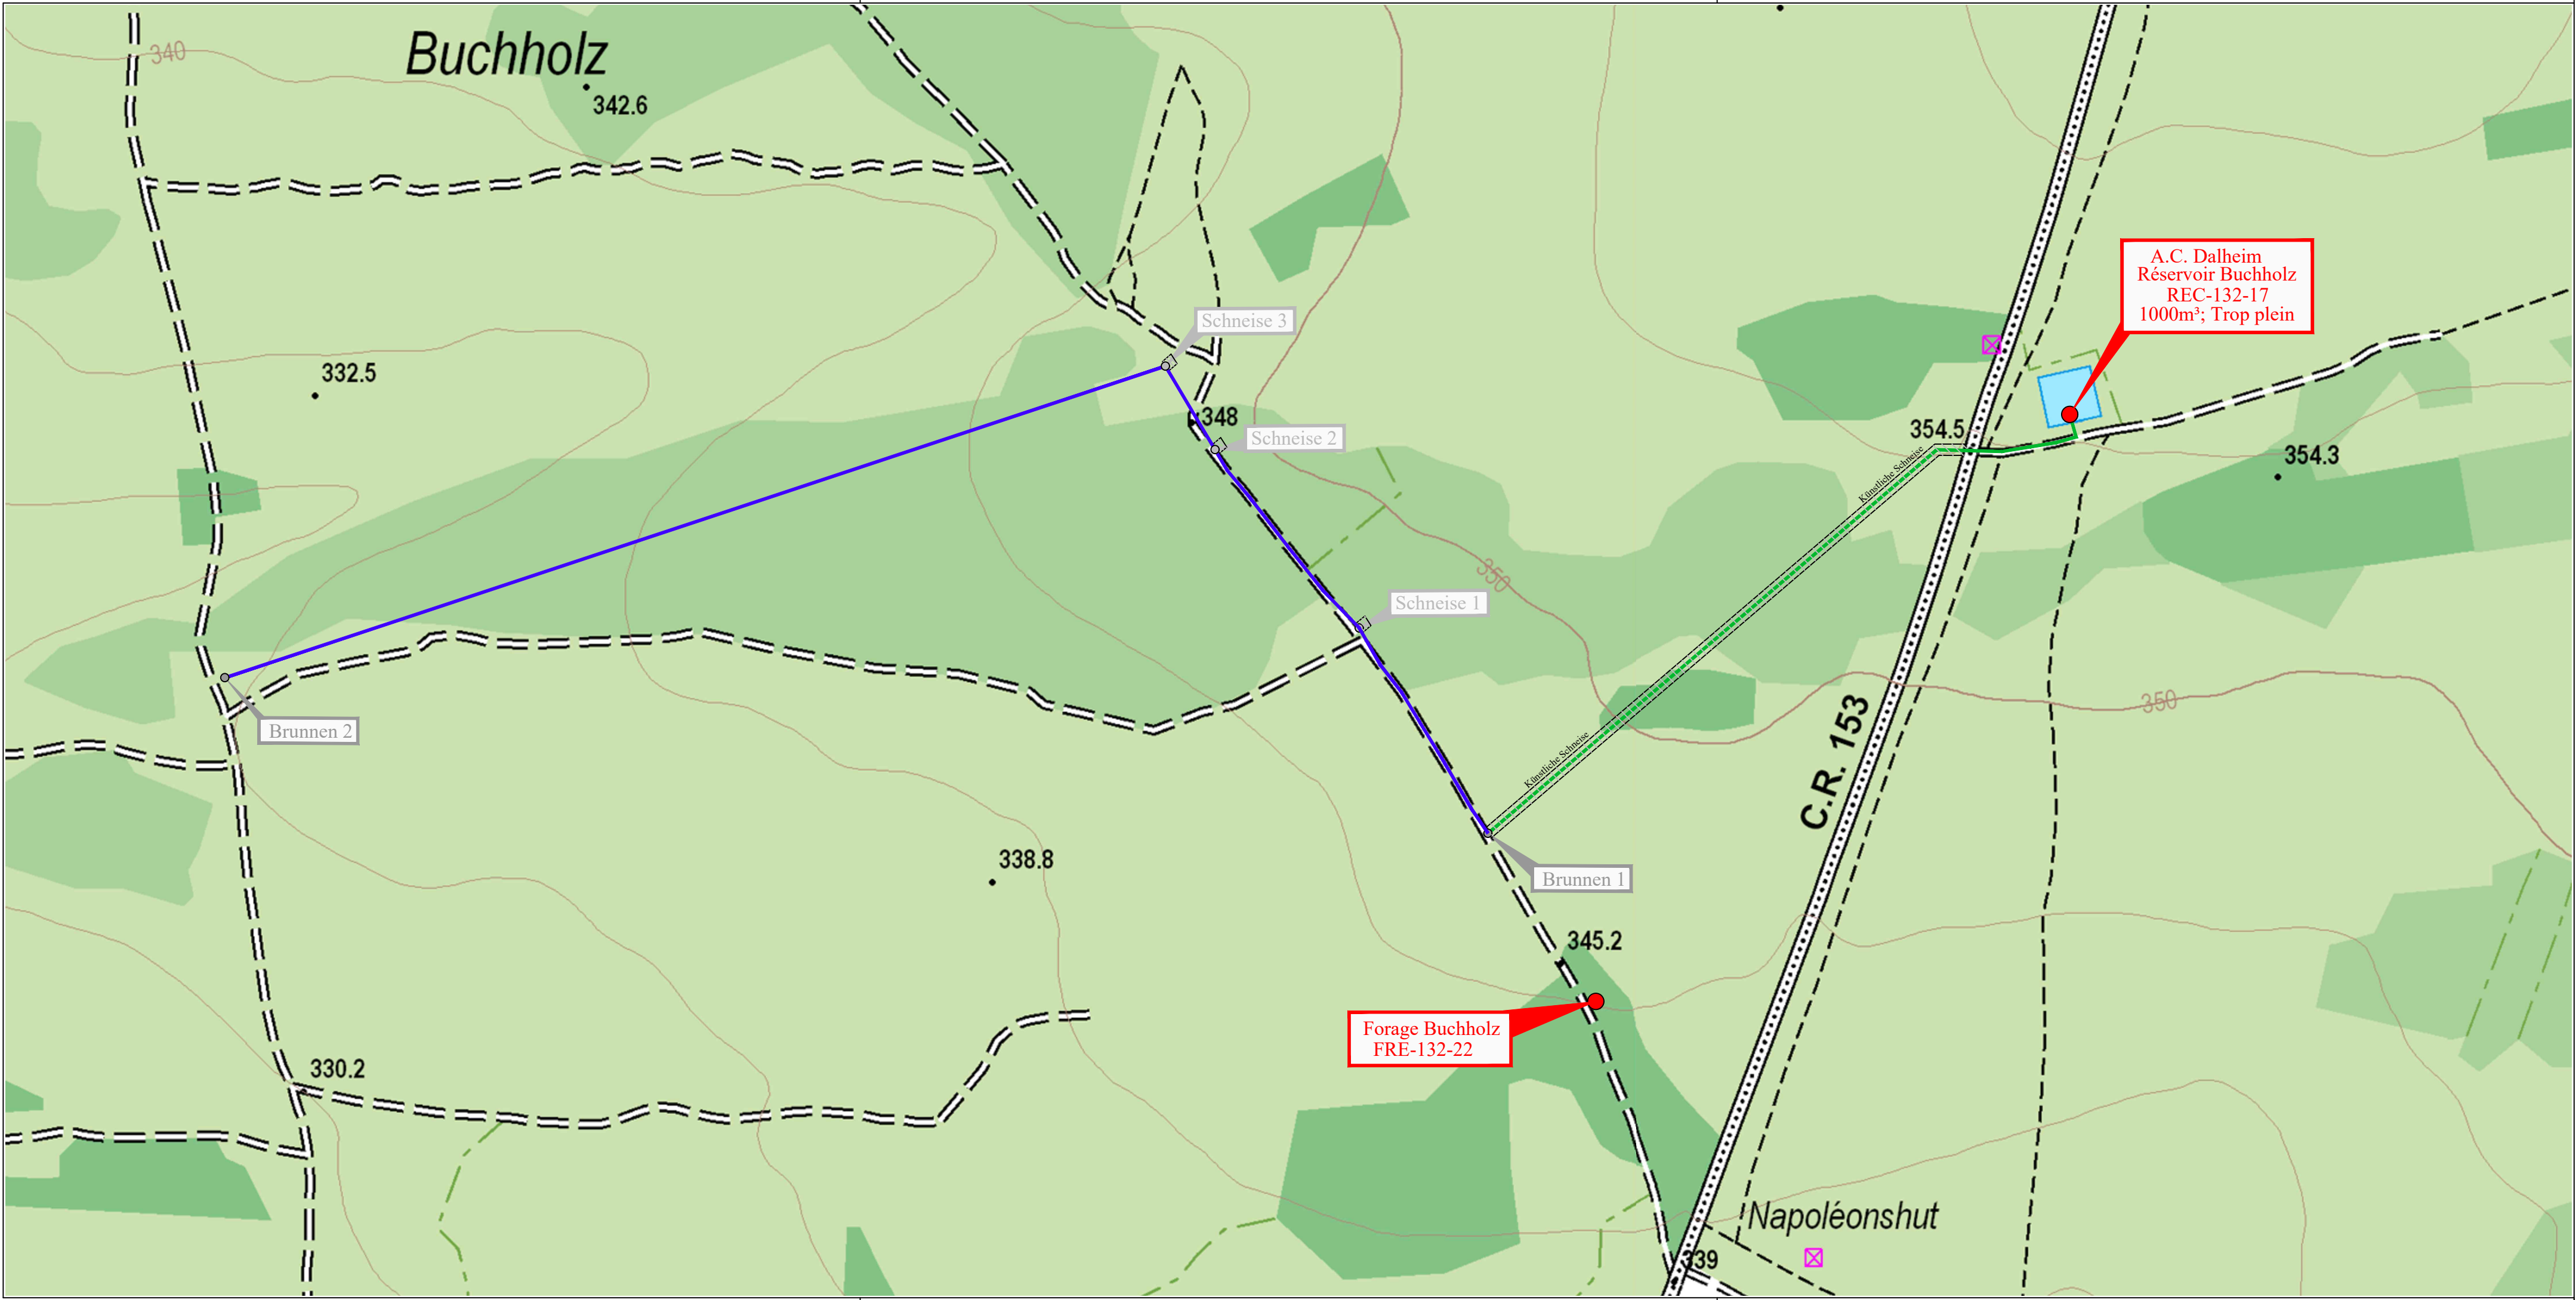 340
Buchholz
342.6
A.C. Dalheim
Réservoir Buchholz
REC-132-17
1000m³; Trop plein
Schneise 3
332.5
348
Schneise 2
354.5
354.3
Künstliche Schneise
350
Schneise 1
350
C.R. 153
Brunnen 2
Künstliche Schneise
338.8
Brunnen 1
345.2
Forage Buchholz
FRE-132-22
330.2
Napoléonshut
339